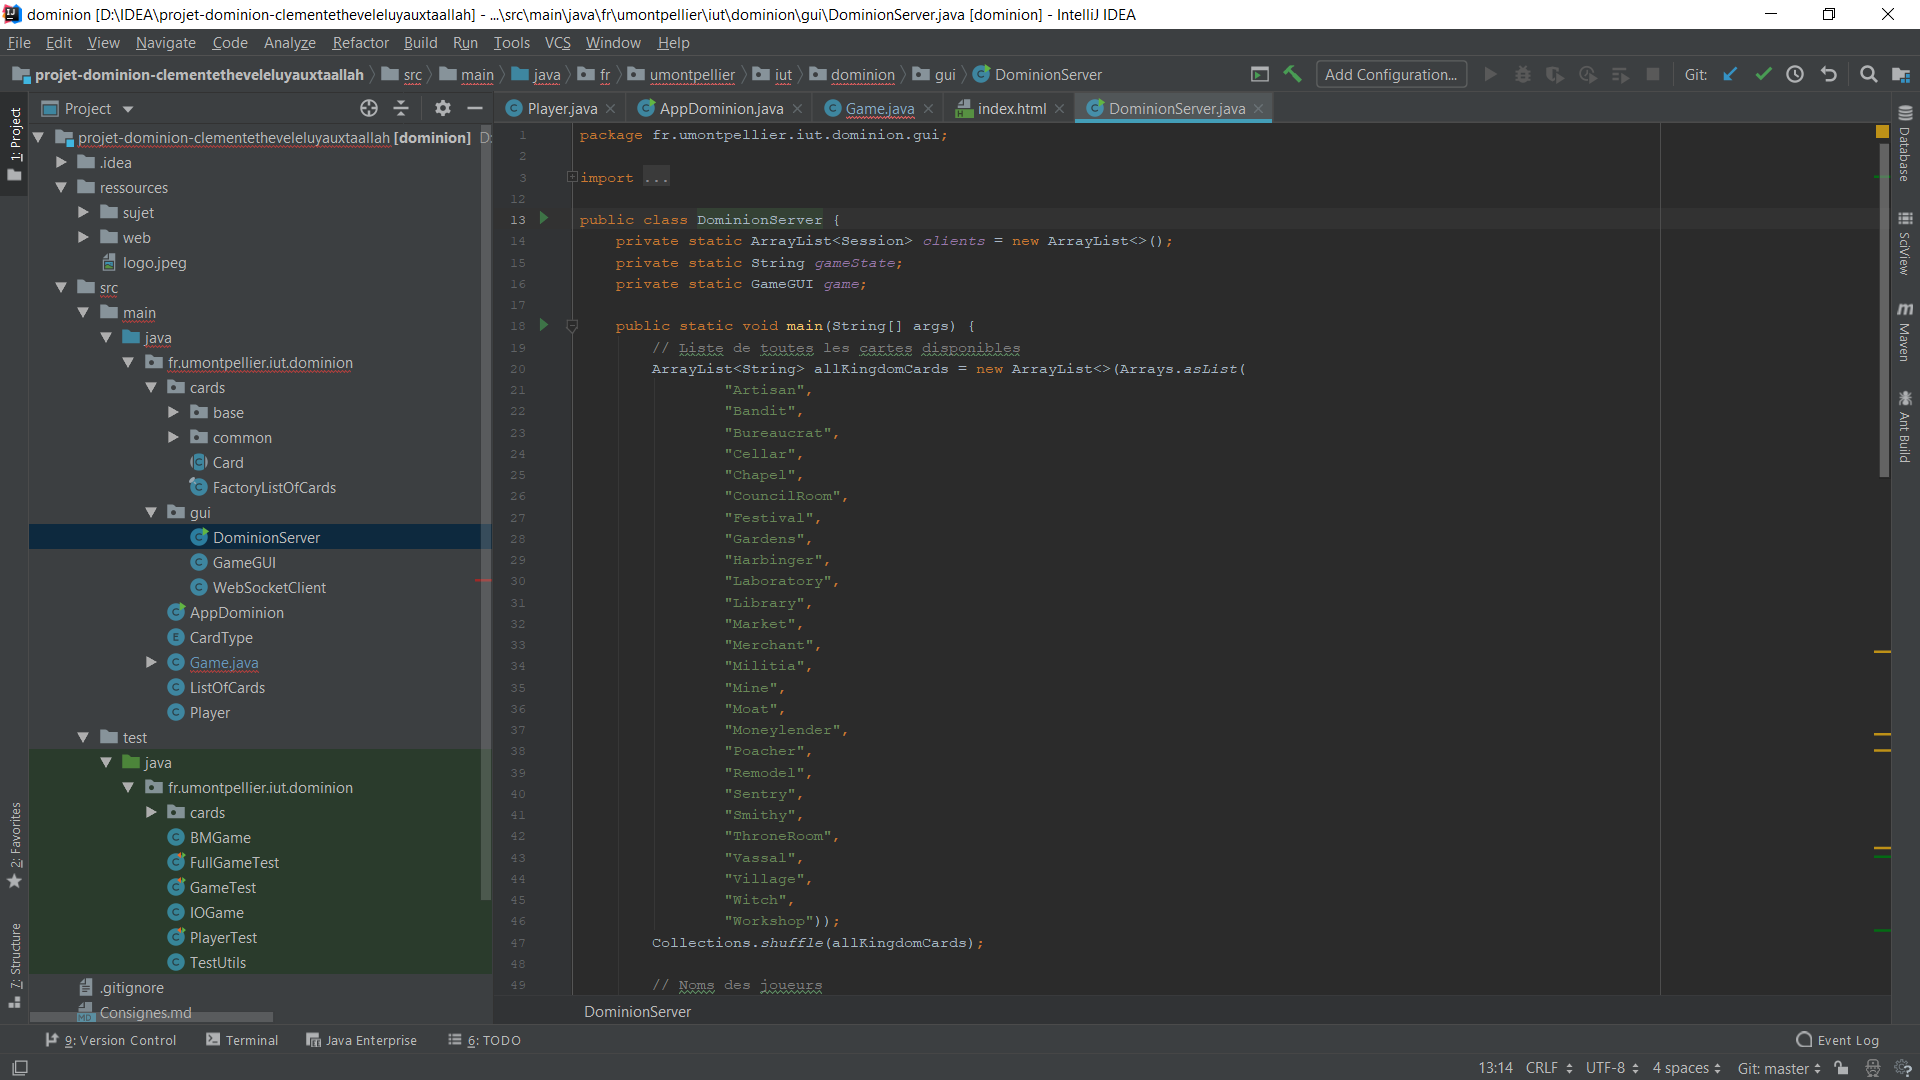 dominion [D:\IDEA\projet-dominion-clementetheveleluyauxtaallah] - ...\src\main\java\fr\umontpellier\iut\dominion\gui\DominionServer.java [dominion] - IntelliJ IDEA
File Edit View Navigate Code Analyze Refactor Build Run Tools VCS Window Help
projet-dominion-clementetheveleluyauxtaallah src main java fr umontpellier iut dominion gui DominionServer Add Configuration... Git:
Project
Player.java AppDominion.java Game.java index.html DominionServer.java
1: Project
2: Favorites
7: Structure
projet-dominion-clementetheveleluyauxtaallah [dominion] D:
.idea
ressources
sujet
web
logo.jpeg
src
main
java
fr.umontpellier.iut.dominion
cards
base
common
Card
FactoryListOfCards
gui
DominionServer
GameGUI
WebSocketClient
AppDominion
CardType
Game.java
ListOfCards
Player
test
java
fr.umontpellier.iut.dominion
cards
BMGame
FullGameTest
GameTest
IOGame
PlayerTest
TestUtils
.gitignore
Consignes.md
1 package fr.umontpellier.iut.dominion.gui;
2
3 import ...
12
13 public class DominionServer {
14 private static ArrayList<Session> clients = new ArrayList<>();
15 private static String gameState;
16 private static GameGUI game;
17
18 public static void main(String[] args) {
19 // Liste de toutes les cartes disponibles
20 ArrayList<String> allKingdomCards = new ArrayList<>(Arrays.asList(
21 "Artisan",
22 "Bandit",
23 "Bureaucrat",
24 "Cellar",
25 "Chapel",
26 "CouncilRoom",
27 "Festival",
28 "Gardens",
29 "Harbinger",
30 "Laboratory",
31 "Library",
32 "Market",
33 "Merchant",
34 "Militia",
35 "Mine",
36 "Moat",
37 "Moneylender",
38 "Poacher",
39 "Remodel",
40 "Sentry",
41 "Smithy",
42 "ThroneRoom",
43 "Vassal",
44 "Village",
45 "Witch",
46 "Workshop"));
47 Collections.shuffle(allKingdomCards);
48
49 // Noms des joueurs
DominionServer
Database
SciView
Maven
Ant Build
9: Version Control Terminal Java Enterprise 6: TODO Event Log
13:14 CRLF UTF-8 4 spaces Git: master